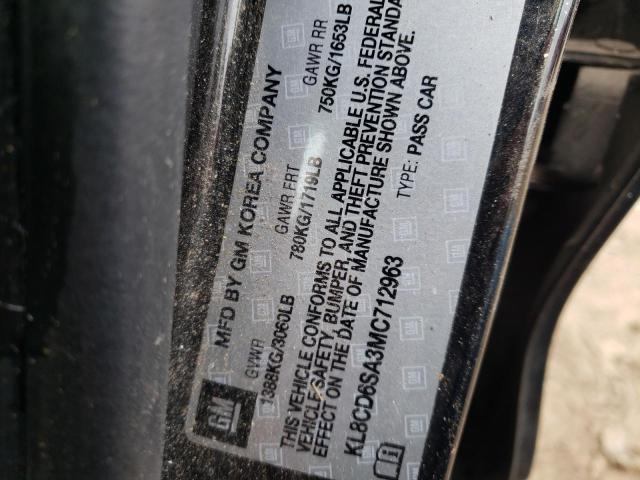 MFD BY GM KOREA COMPANY
GVWR GAWR FRT GAWR RR
1388KG/3060LB 780KG/1719LB 750KG/1653LB
THIS VEHICLE CONFORMS TO ALL APPLICABLE U.S. FEDERAL
VEHICLE SAFETY, BUMPER, AND THEFT PREVENTION STANDA
EFFECT ON THE DATE OF MANUFACTURE SHOWN ABOVE.
KL8CD6SA3MC712963 TYPE: PASS CAR
GM